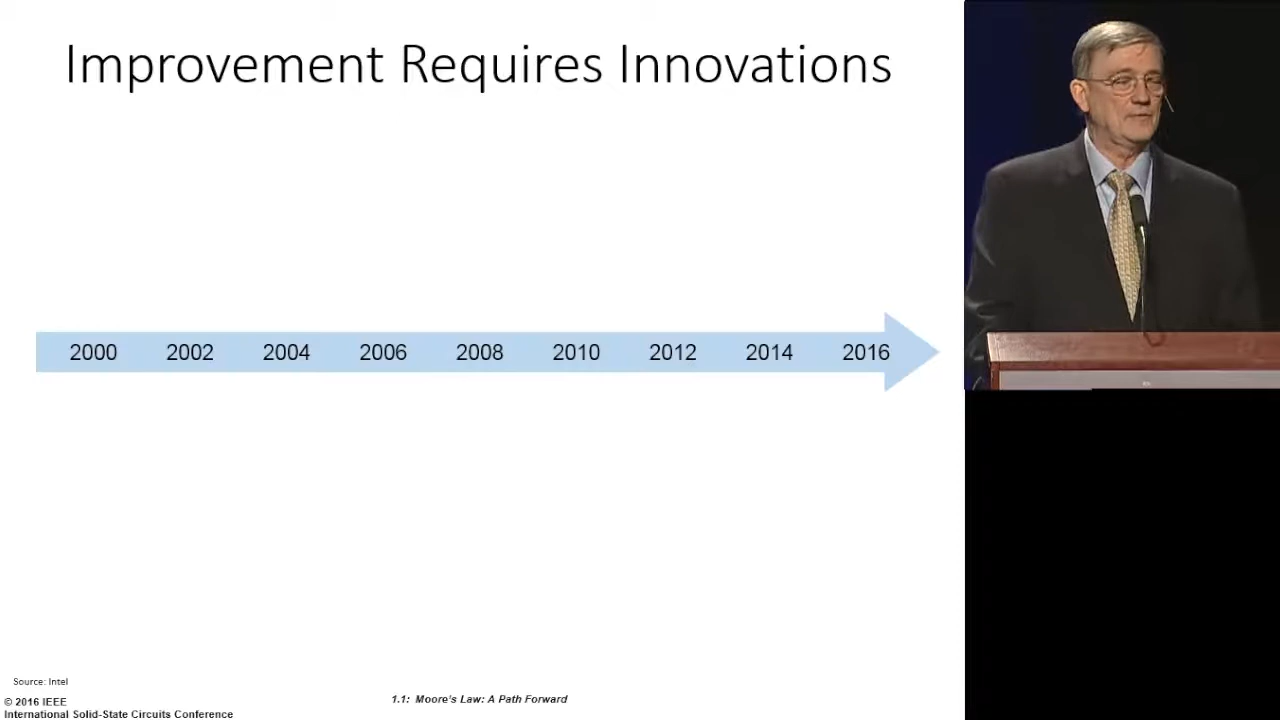 Improvement Requires Innovations
2000 2002 2004 2006 2008 2010 2012 2014 2016
Source: Intel
© 2016 IEEE
International Solid-State Circuits Conference
1.1: Moore's Law: A Path Forward